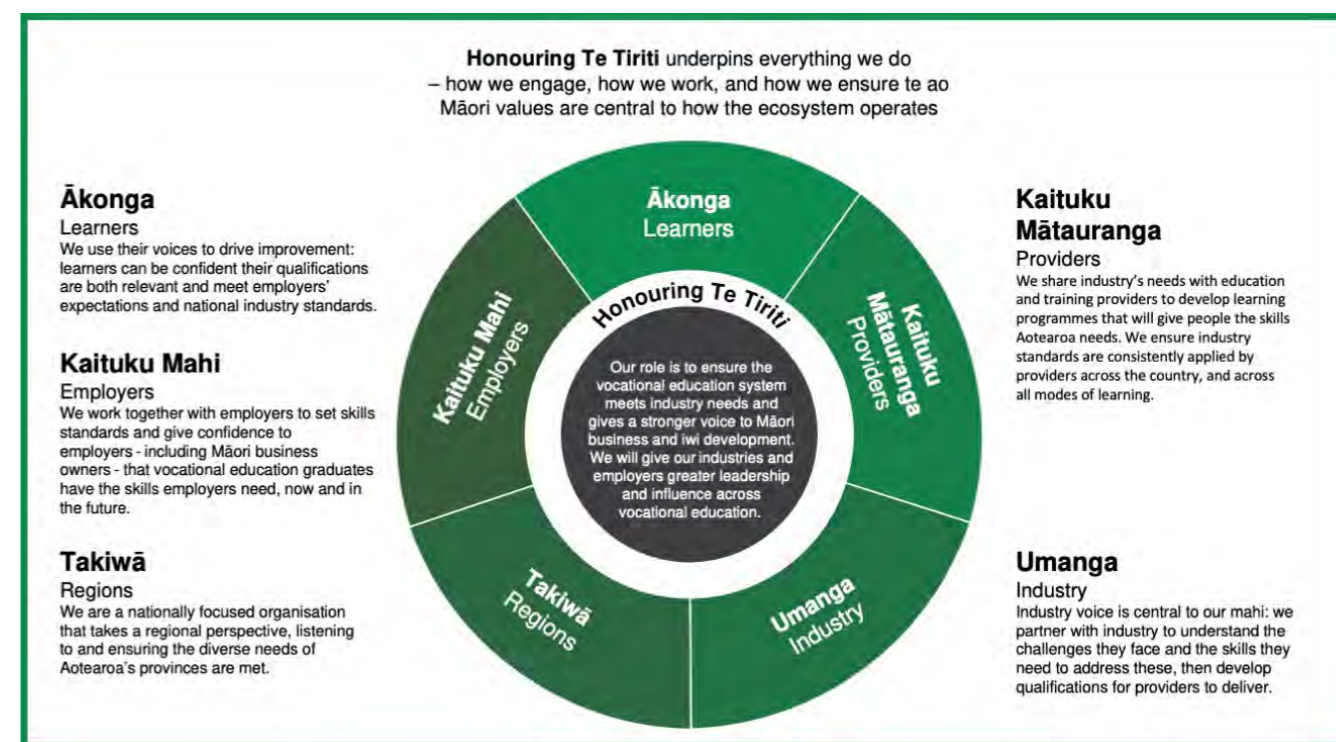 Honouring Te Tiriti underpins everything we do
– how we engage, how we work, and how we ensure te ao
Māori values are central to how the ecosystem operates
Ākonga
Learners
We use their voices to drive improvement:
learners can be confident their qualifications
are both relevant and meet employers'
expectations and national industry standards.
Kaituku Mahi
Employers
We work together with employers to set skills
standards and give confidence to
employers - including Māori business
owners - that vocational education graduates
have the skills employers need, now and in
the future.
Takiwā
Regions
We are a nationally focused organisation
that takes a regional perspective, listening
to and ensuring the diverse needs of
Aotearoa's provinces are met.
Ākonga
Learners
Kaituku
Mātauranga
Providers
Umanga
Industry
Takiwā
Regions
Kaituku Mahi
Employers
Honouring Te Tiriti
Our role is to ensure the
vocational education system
meets industry needs and
gives a stronger voice to Māori
business and iwi development.
We will give our industries and
employers greater leadership
and influence across
vocational education.
Kaituku
Mātauranga
Providers
We share industry's needs with education
and training providers to develop learning
programmes that will give people the skills
Aotearoa needs. We ensure industry
standards are consistently applied by
providers across the country, and across
all modes of learning.
Umanga
Industry
Industry voice is central to our mahi: we
partner with industry to understand the
challenges they face and the skills they
need to address these, then develop
qualifications for providers to deliver.